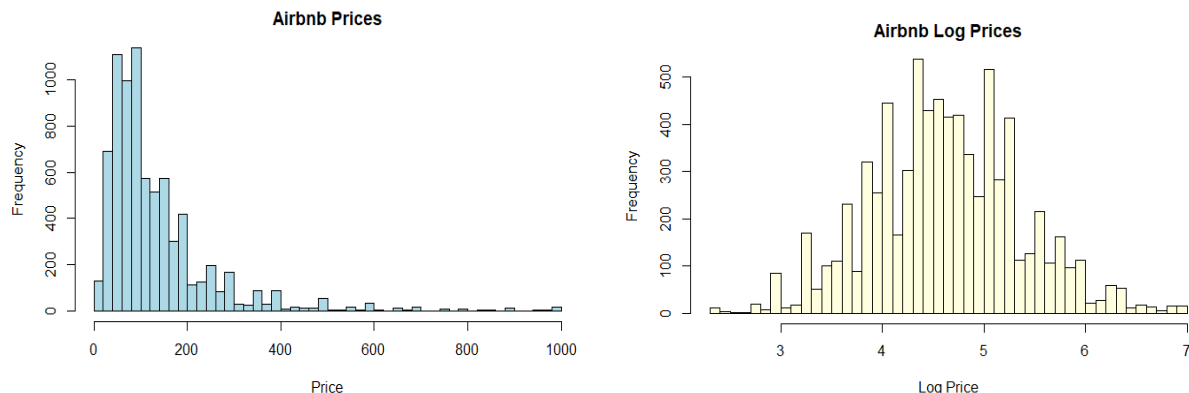 Airbnb Prices
Frequency
0 200 400 600 800 1000
0 200 400 600 800 1000
Price
Airbnb Log Prices
Frequency
0 100 200 300 400 500
3 4 5 6 7
Log Price